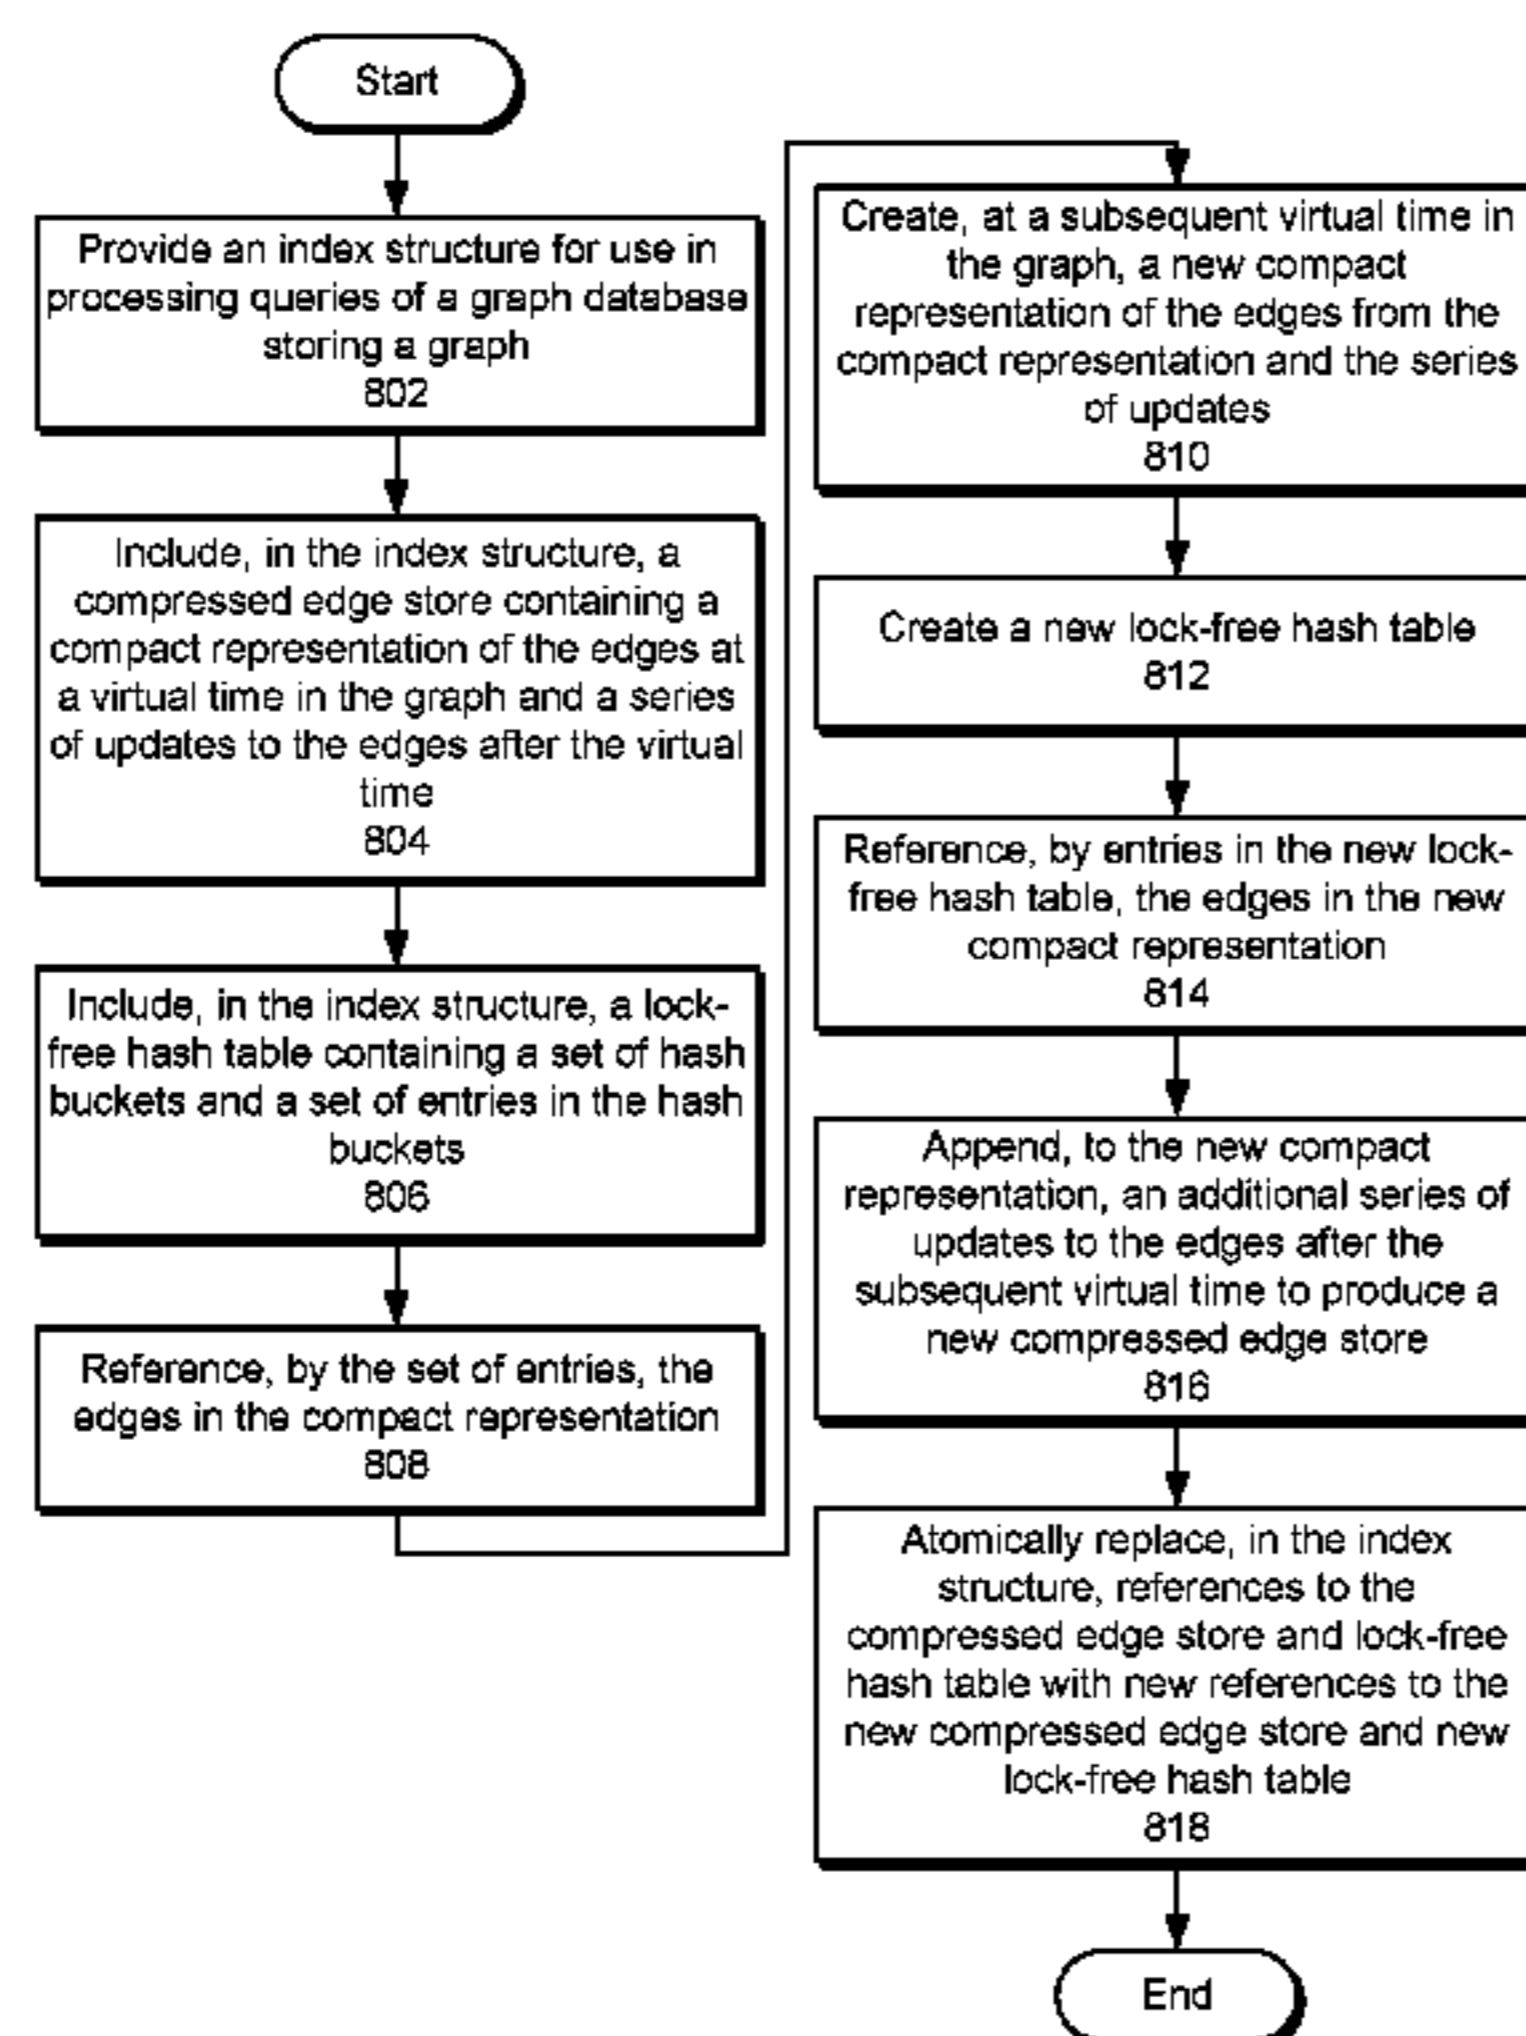 Start
Provide an index structure for use in
processing queries of a graph database
storing a graph
802
Include, in the index structure, a
compressed edge store containing a
compact representation of the edges at
a virtual time in the graph and a series
of updates to the edges after the virtual
time
804
Include, in the index structure, a lock-
free hash table containing a set of hash
buckets and a set of entries in the hash
buckets
806
Reference, by the set of entries, the
edges in the compact representation
808
Create, at a subsequent virtual time in
the graph, a new compact
representation of the edges from the
compact representation and the series
of updates
810
Create a new lock-free hash table
812
Reference, by entries in the new lock-
free hash table, the edges in the new
compact representation
814
Append, to the new compact
representation, an additional series of
updates to the edges after the
subsequent virtual time to produce a
new compressed edge store
816
Atomically replace, in the index
structure, references to the
compressed edge store and lock-free
hash table with new references to the
new compressed edge store and new
lock-free hash table
818
End